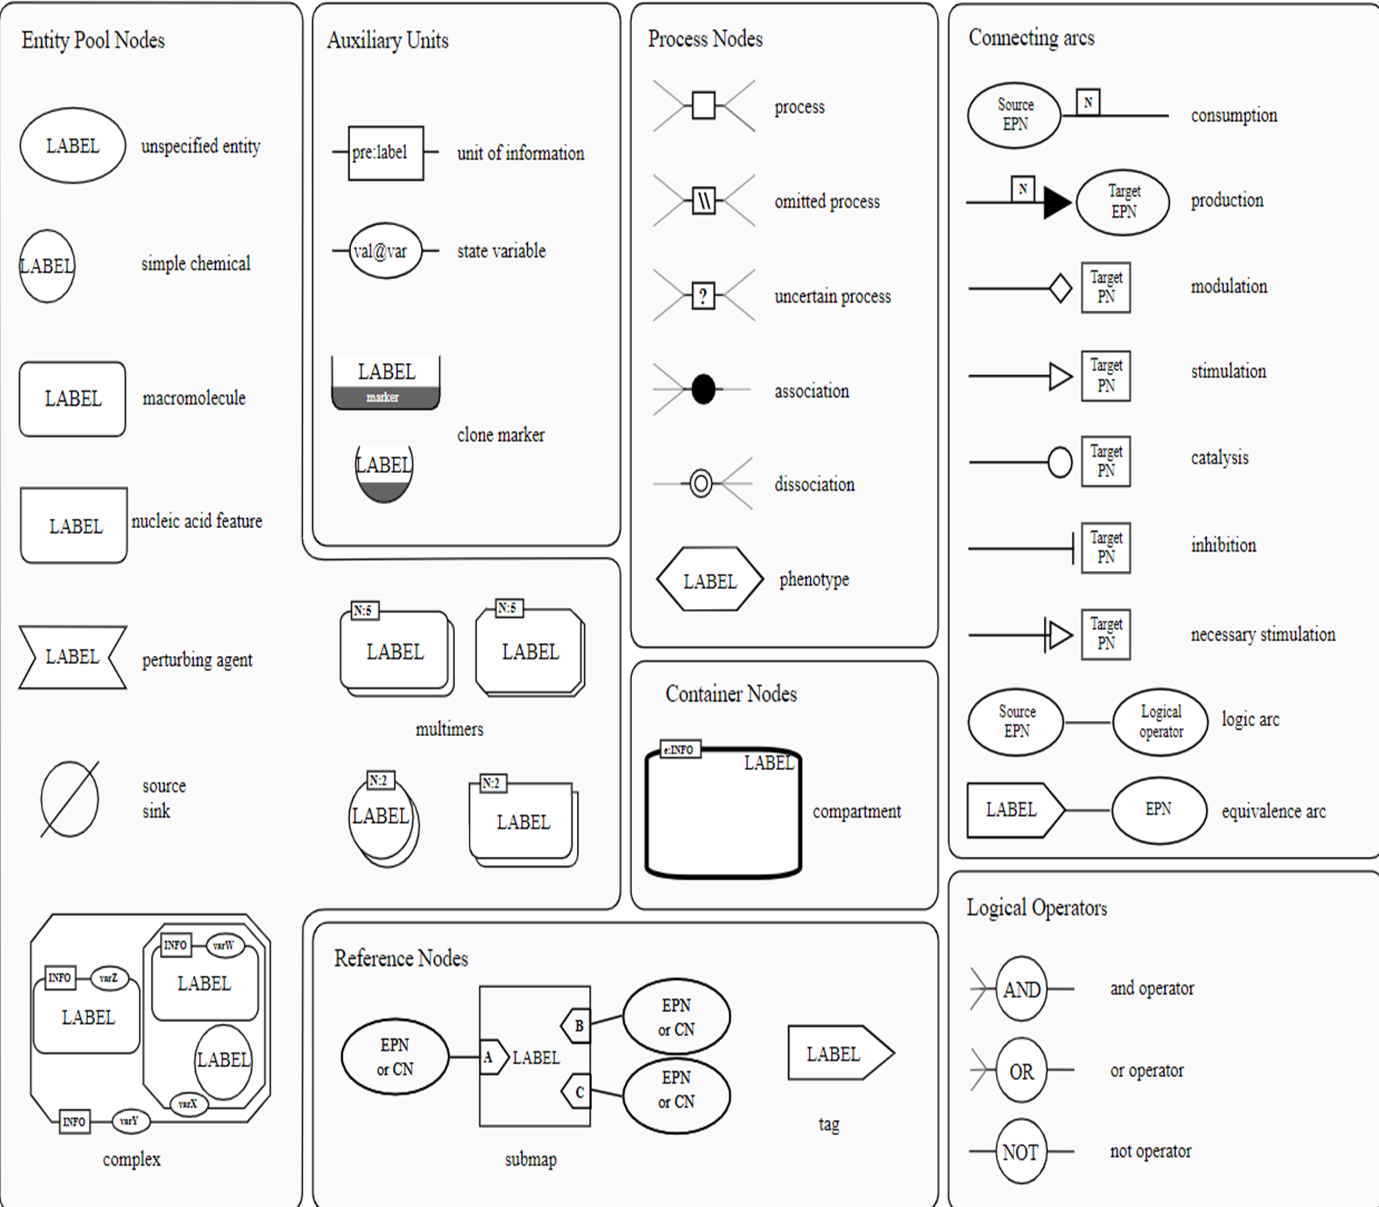 Entity Pool Nodes
LABEL
unspecified entity
LABEL
simple chemical
LABEL
macromolecule
LABEL
nucleic acid feature
LABEL
perturbing agent
source
sink
INFO
varW
LABEL
INFO
varZ
LABEL
LABEL
varX
INFO
varY
complex
Auxiliary Units
pre:label
unit of information
val@var
state variable
LABEL
marker
clone marker
LABEL
N:5
LABEL
N:5
LABEL
multimers
N:2
LABEL
N:2
LABEL
Process Nodes
process
\\
omitted process
?
uncertain process
association
dissociation
LABEL
phenotype
Container Nodes
e:INFO
LABEL
compartment
Reference Nodes
EPN
or CN
A
LABEL
B
EPN
or CN
C
EPN
or CN
submap
LABEL
tag
Connecting arcs
Source
EPN
N
consumption
N
Target
EPN
production
Target
PN
modulation
Target
PN
stimulation
Target
PN
catalysis
Target
PN
inhibition
Target
PN
necessary stimulation
Source
EPN
Logical
operator
logic arc
LABEL
EPN
equivalence arc
Logical Operators
AND
and operator
OR
or operator
NOT
not operator